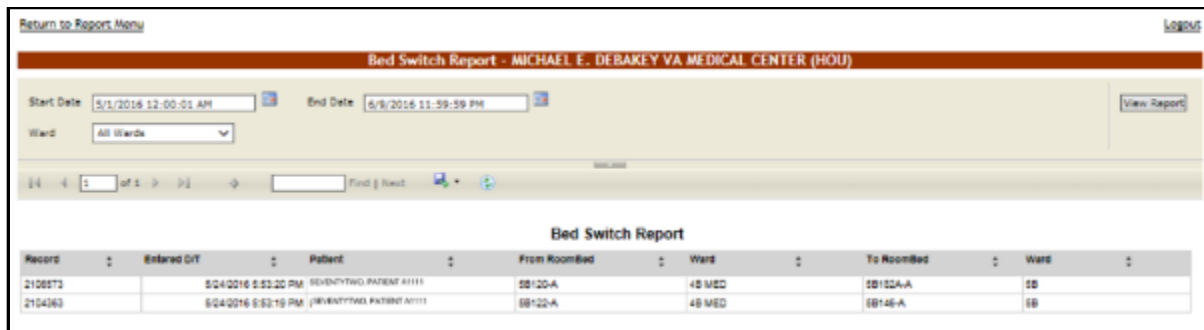 Return to Report Menu Logout
Bed Switch Report - MICHAEL E. DEBAKEY VA MEDICAL CENTER (HOU)
Start Date 5/1/2016 12:00:01 AM End Date 6/9/2016 11:59:59 PM View Report
Ward All Wards
1 of 1 Find | Next
Bed Switch Report
Record Entered D/T Patient From RoomBed Ward To RoomBed Ward
5/24/2016 5:53:20 PM SEVENTYTWO, PATIENT A1111 5B120-A 4B MED 5B
5/24/2016 5:53:19 PM SEVENTYTWO, PATIENT A1111 5B122-A 4B MED 5B146-A 5B